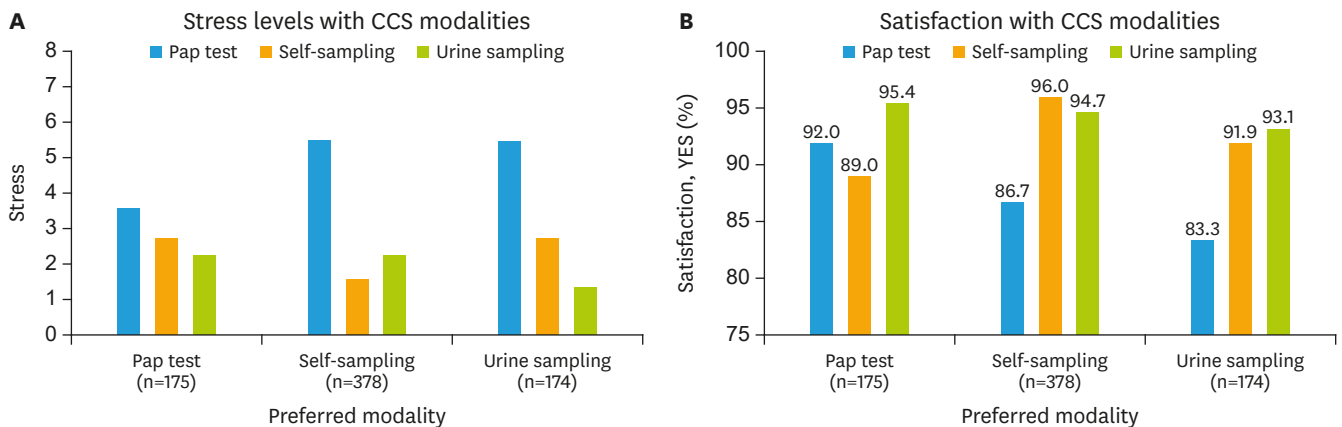 A
Stress levels with CCS modalities
Pap test Self-sampling Urine sampling
Stress
8
7
6
5
4
3
2
1
0
Pap test
(n=175)
Self-sampling
(n=378)
Urine sampling
(n=174)
Preferred modality
B
Satisfaction with CCS modalities
Pap test Self-sampling Urine sampling
Satisfaction, YES (%)
100
95
90
85
80
75
92.0
89.0
95.4
86.7
96.0
94.7
83.3
91.9
93.1
Pap test
(n=175)
Self-sampling
(n=378)
Urine sampling
(n=174)
Preferred modality